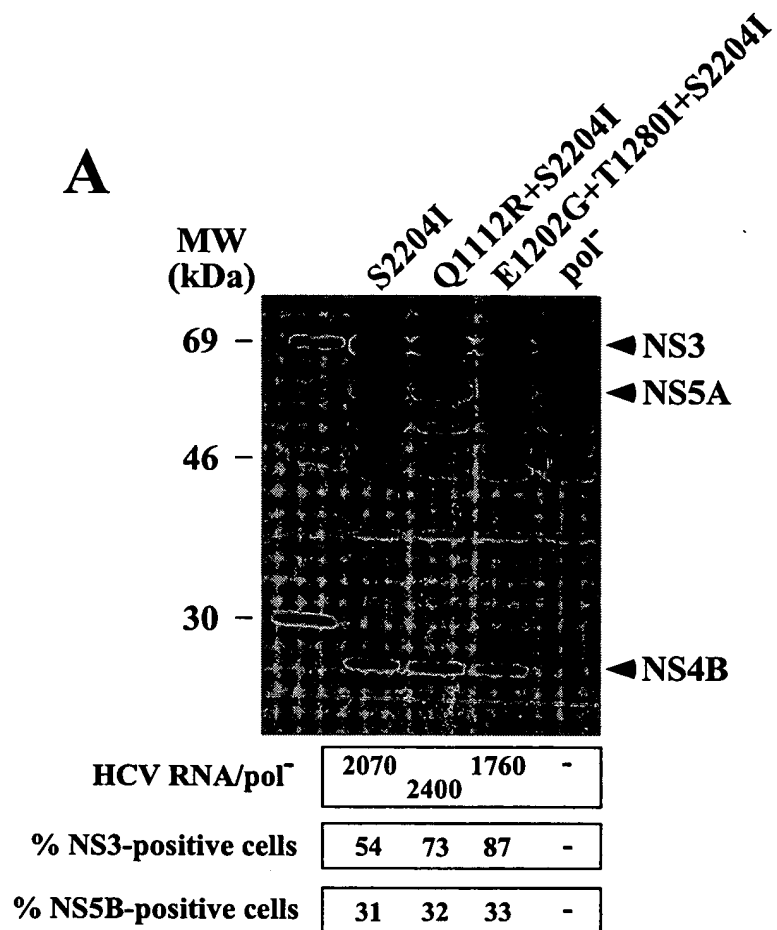 A
MW
(kDa)
S2204I
Q1112R+S2204I
E1202G+T1280I+S2204I
pol⁻
69 –
46 –
30 –
NS3
NS5A
NS4B
HCV RNA/pol⁻ 2070 2400 1760 -
% NS3-positive cells 54 73 87 -
% NS5B-positive cells 31 32 33 -